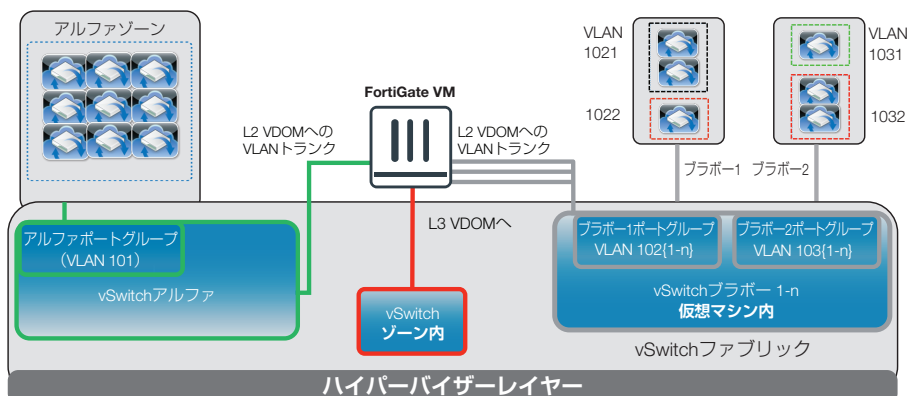 アルファゾーン
FortiGate VM
L2 VDOMへの
VLANトランク
L2 VDOMへの
VLANトランク
VLAN
1021
1022
VLAN
1031
1032
ブラボー1
ブラボー2
L3 VDOMへ
アルファポートグループ
（VLAN 101）
vSwitchアルファ
vSwitch
ゾーン内
ブラボー1ポートグループ
VLAN 102{1-n}
ブラボー2ポートグループ
VLAN 103{1-n}
vSwitchブラボー 1-n
仮想マシン内
vSwitchファブリック
ハイパーバイザーレイヤー